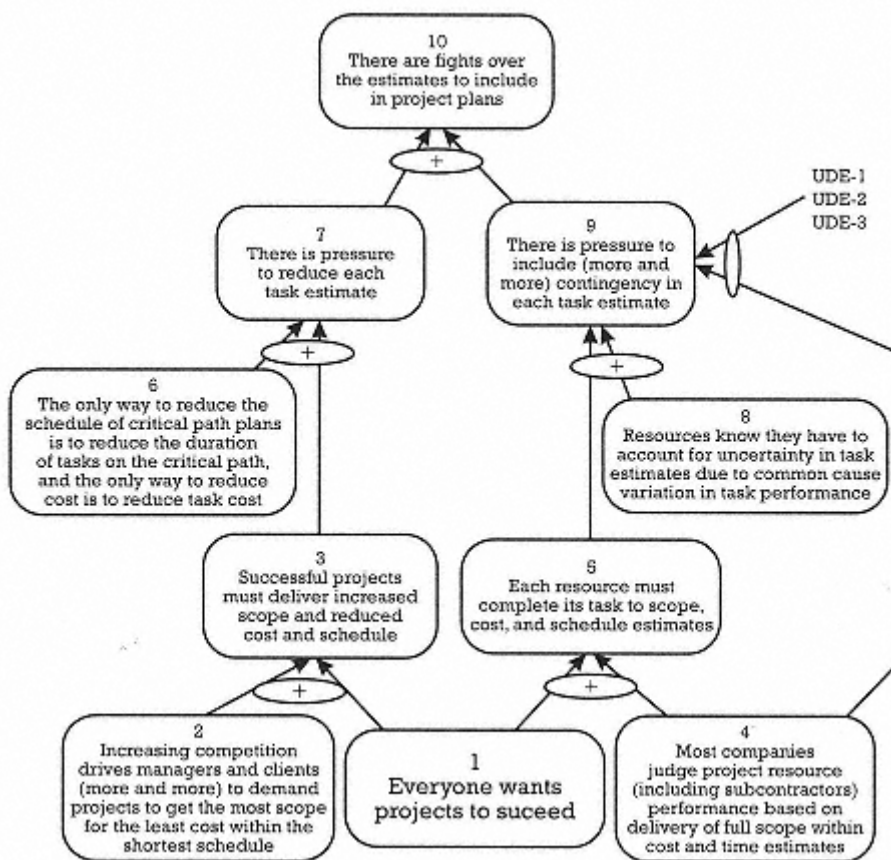 10
There are fights over
the estimates to include
in project plans
+
UDE-1
UDE-2
UDE-3
7
There is pressure
to reduce each
task estimate
9
There is pressure to
include (more and
more) contingency in
each task estimate
+
+
6
The only way to reduce the
schedule of critical path plans
is to reduce the duration
of tasks on the critical path,
and the only way to reduce
cost is to reduce task cost
8
Resources know they have to
account for uncertainty in task
estimates due to common cause
variation in task performance
3
Successful projects
must deliver increased
scope and reduced
cost and schedule
5
Each resource must
complete its task to scope,
cost, and schedule estimates
+
+
2
Increasing competition
drives managers and clients
(more and more) to demand
projects to get the most scope
for the least cost within the
shortest schedule
1
Everyone wants
projects to suceed
4
Most companies
judge project resource
(including subcontractors)
performance based on
delivery of full scope within
cost and time estimates